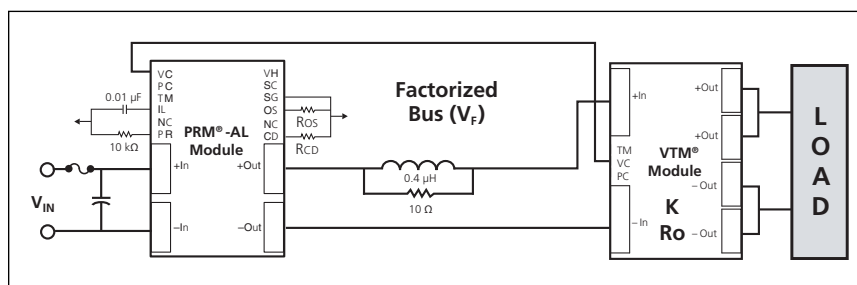 VC
PC
TM
IL
NC
PR
0.01 µF
10 kΩ
PRM®-AL
Module
VH
SC
SG
OS
NC
CD
ROS
RCD
+In
–In
+Out
–Out
VIN
Factorized
Bus (VF)
0.4 µH
10 Ω
+In
TM
VC
PC
– In
VTM®
Module
K
Ro
+Out
+Out
– Out
– Out
L
O
A
D